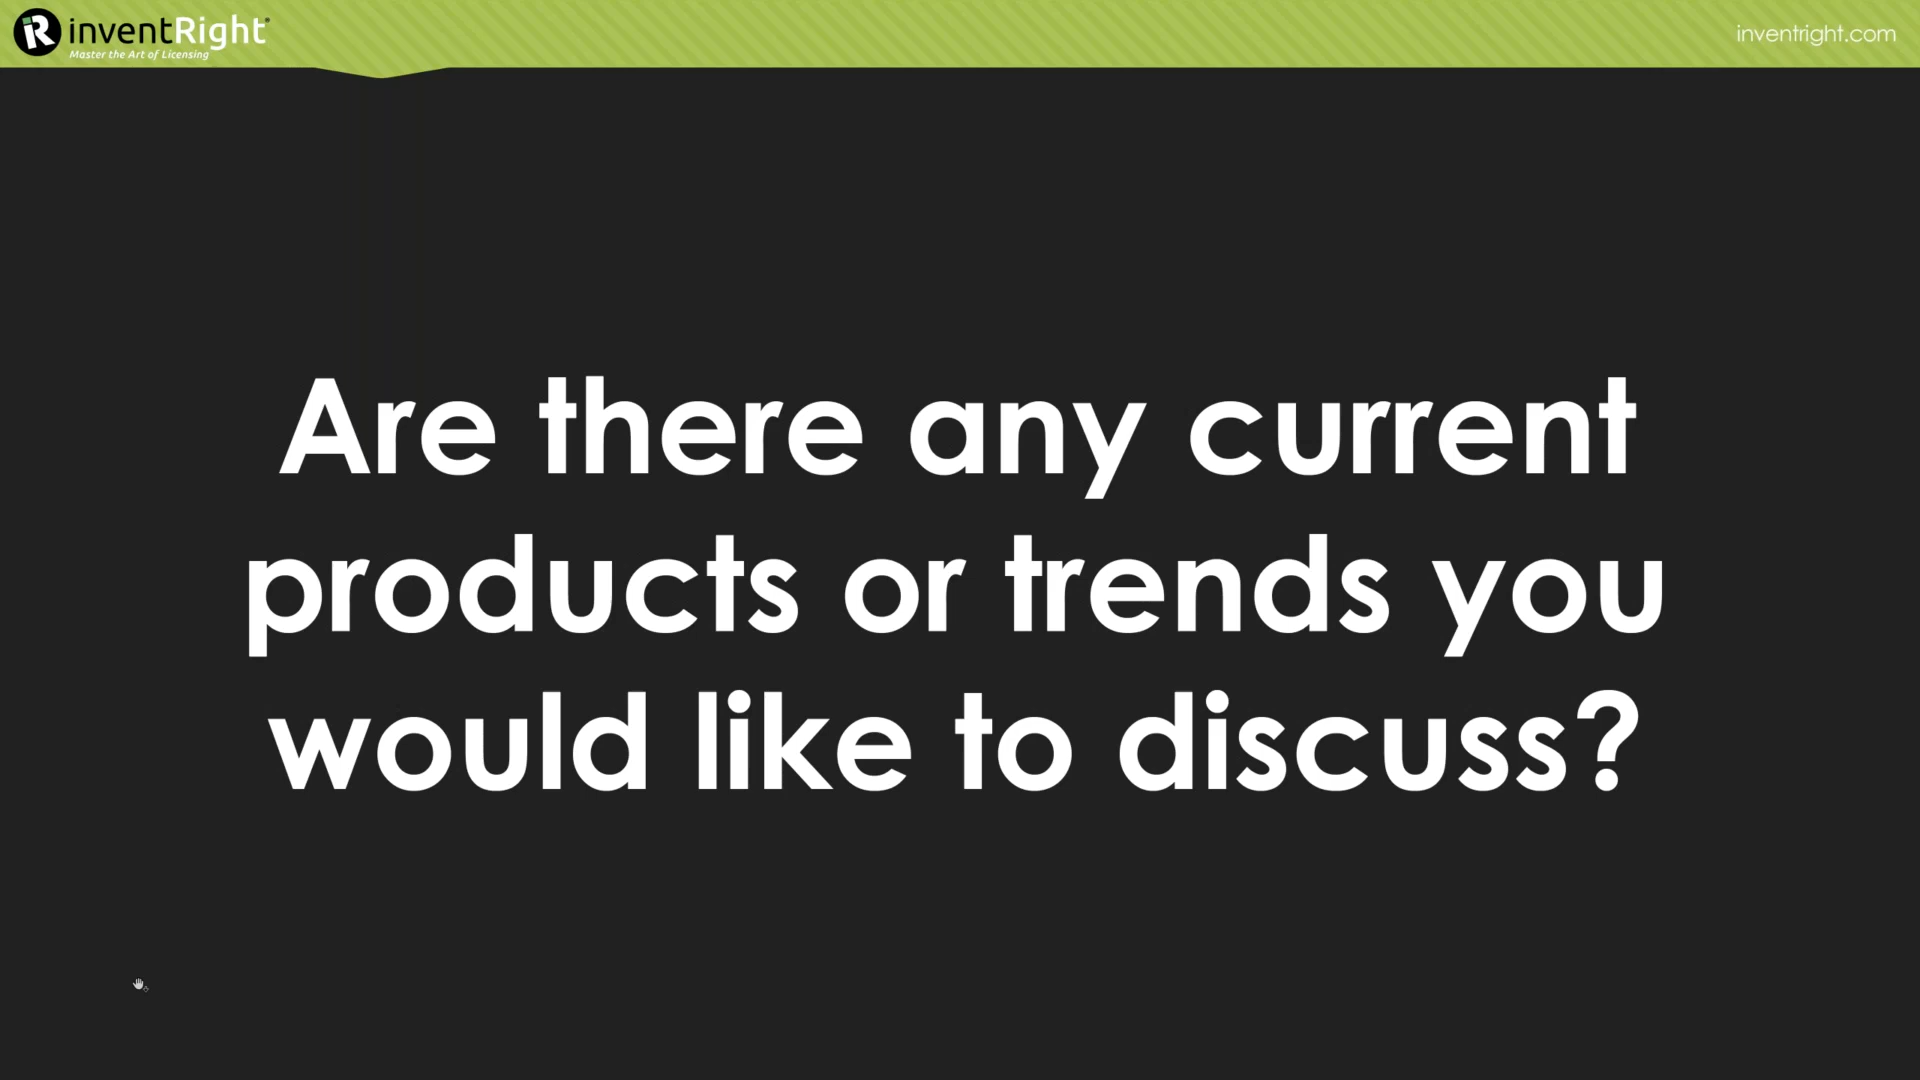 iR inventRight®
Master the Art of Licensing
inventright.com
Are there any current
products or trends you
would like to discuss?